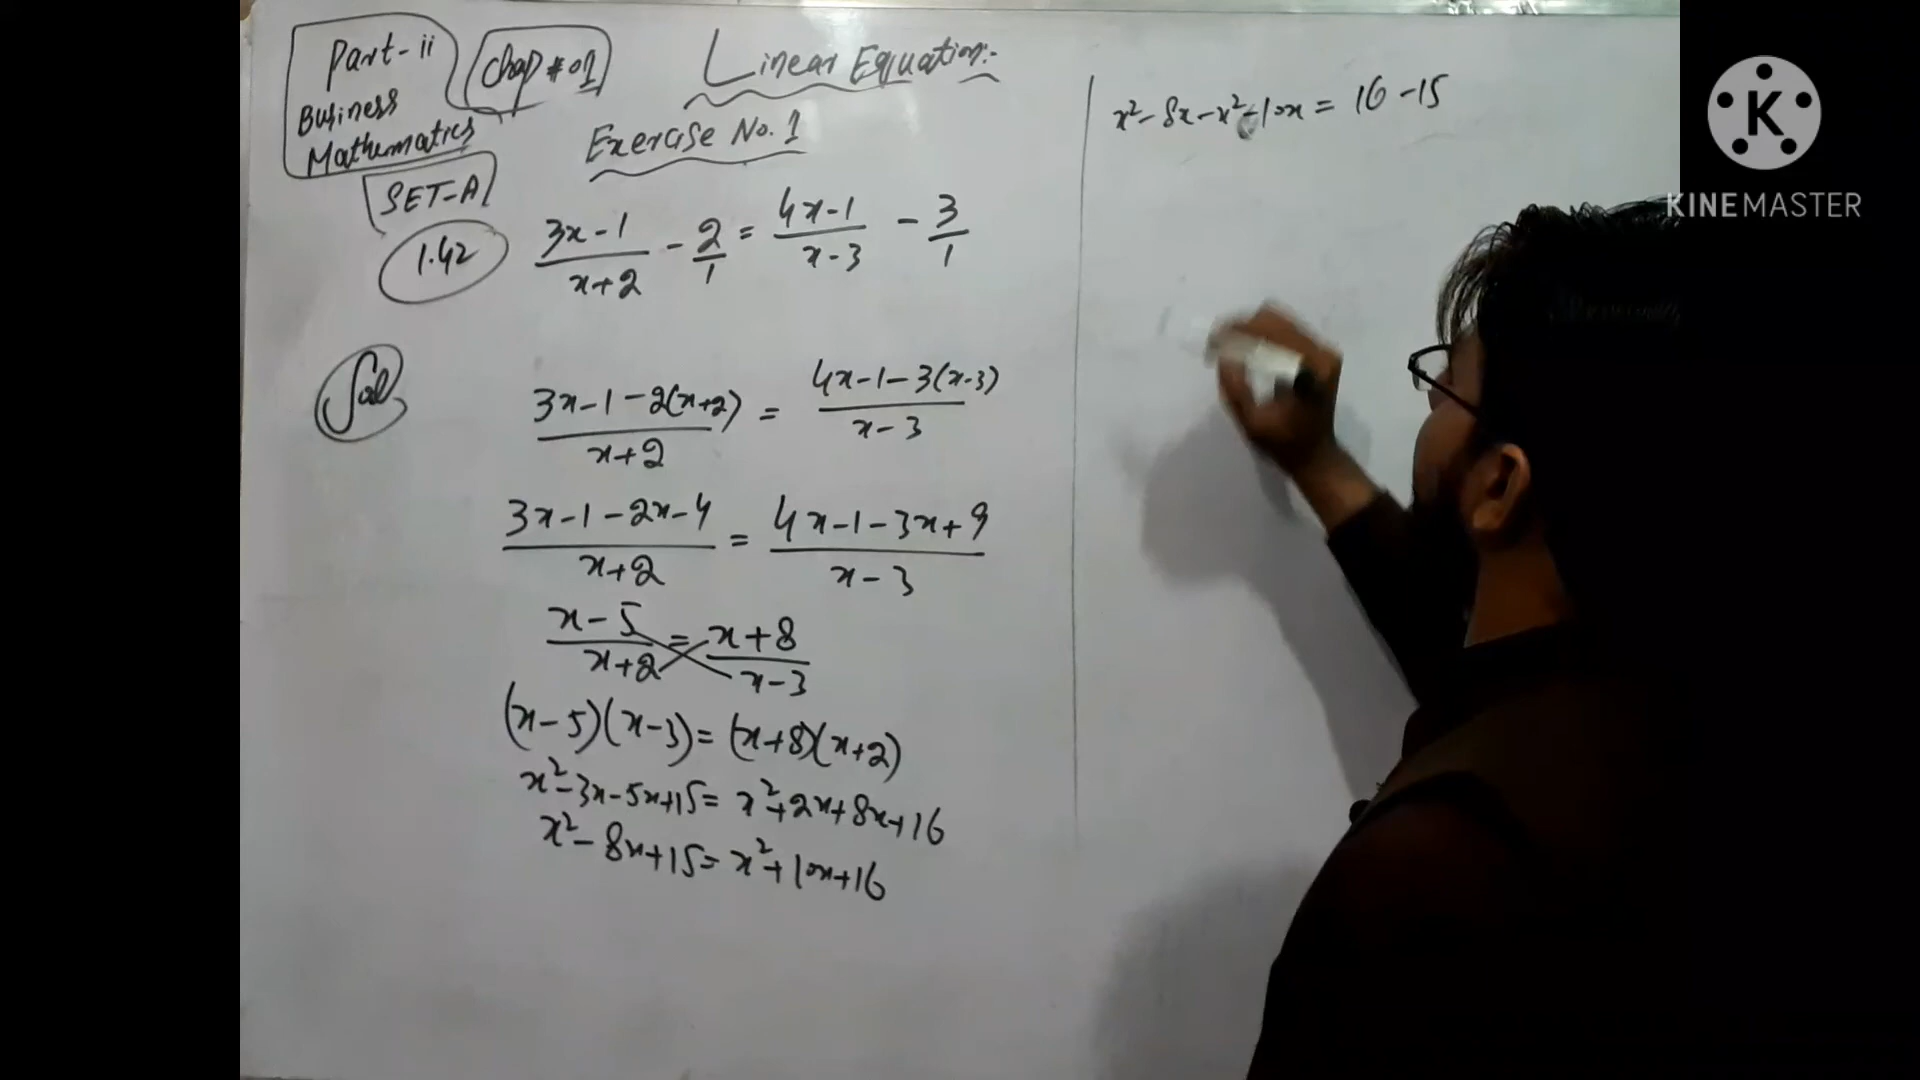 Part-ii
Business
Mathematics
Chap # 01
Linear Equation:-
Exercise No. 1
SET-A
1.42
3x-1/x+2 - 2/1 = 4x-1/x-3 - 3/1
Sol
3x-1-2(x+2)/x+2 = 4x-1-3(x-3)/x-3
3x-1-2x-4/x+2 = 4x-1-3x+9/x-3
x-5/x+2 = x+8/x-3
(x-5)(x-3)=(x+8)(x+2)
x²-3x-5x+15= x²+2x+8x+16
x²-8x+15= x²+10x+16
x²-8x-x²-10x = 16-15
K
KINEMASTER